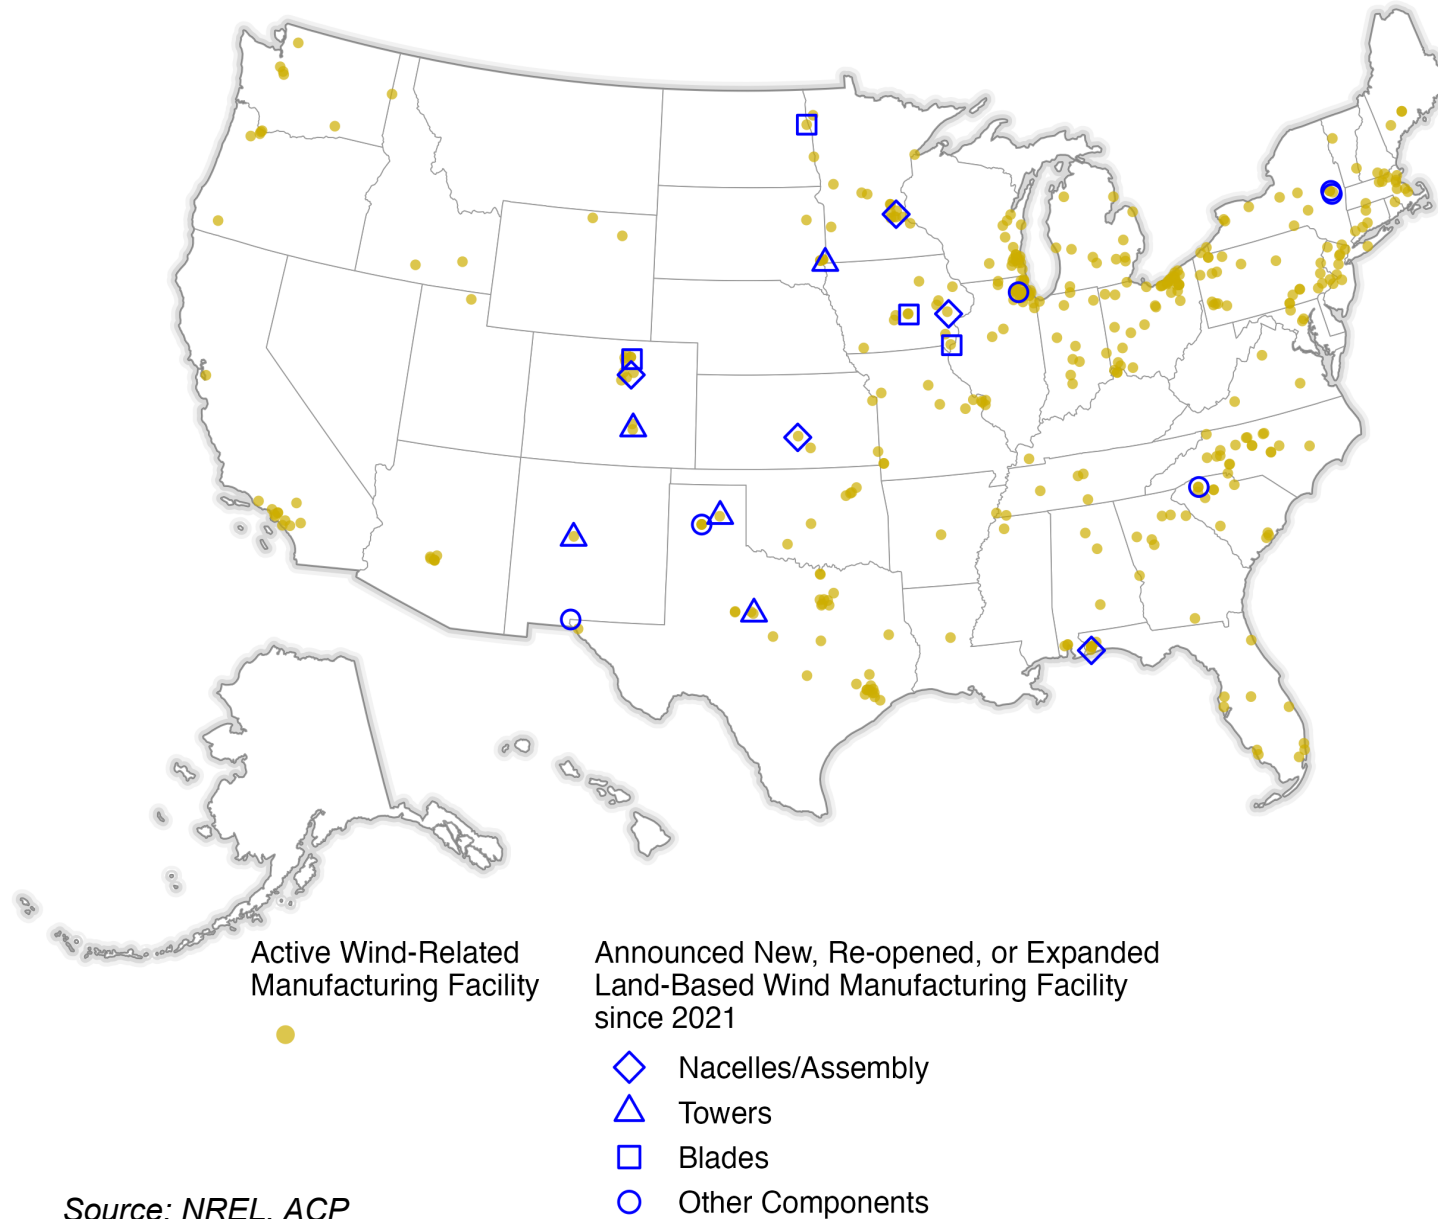 Active Wind-Related
Manufacturing Facility
Announced New, Re-opened, or Expanded
Land-Based Wind Manufacturing Facility
since 2021
Nacelles/Assembly
Towers
Blades
Other Components
Source: NREL, ACP